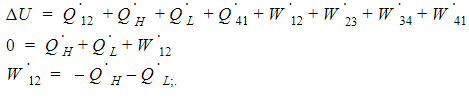 ΔU = Q˙12 + Q˙H + Q˙L + Q˙41 + W˙12 + W˙23 + W˙34 + W˙41
0 = Q˙H + Q˙L + W˙12
W˙12 = − Q˙H − Q˙L;.